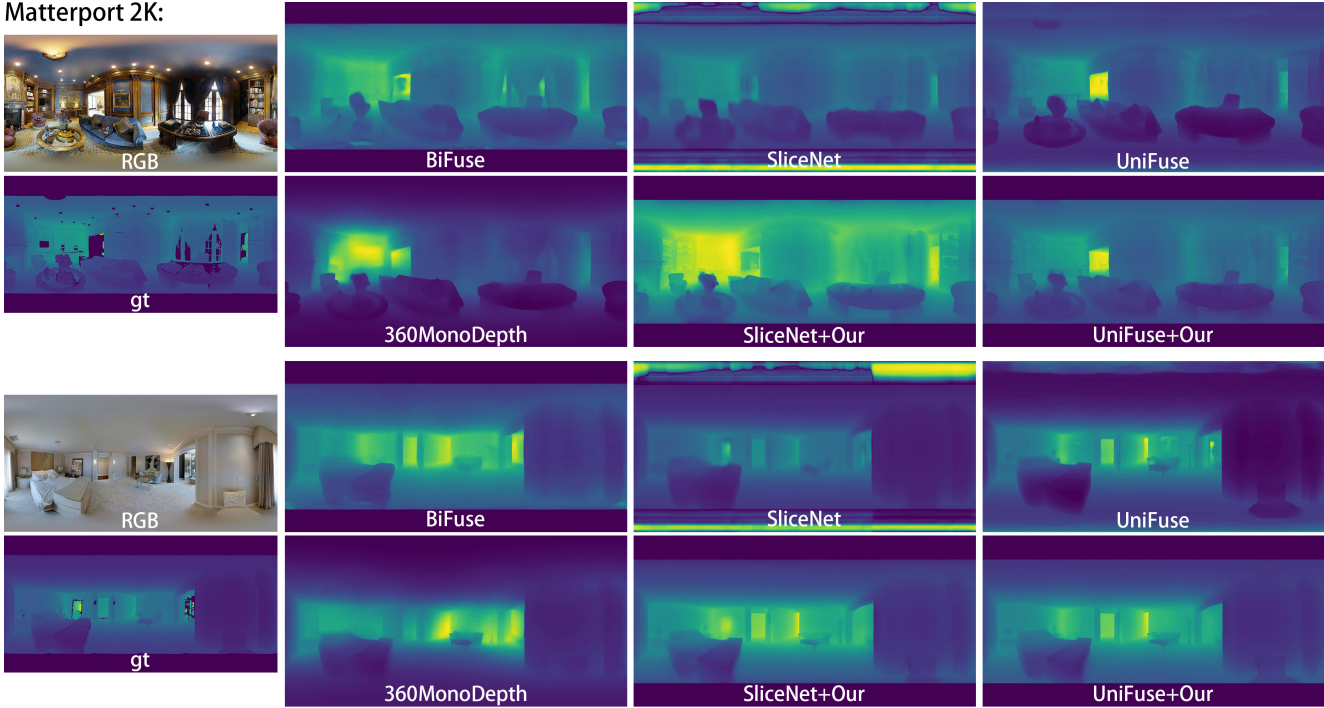 Matterport 2K:
RGB
BiFuse
SliceNet
UniFuse
gt
360MonoDepth
SliceNet+Our
UniFuse+Our
RGB
BiFuse
SliceNet
UniFuse
gt
360MonoDepth
SliceNet+Our
UniFuse+Our